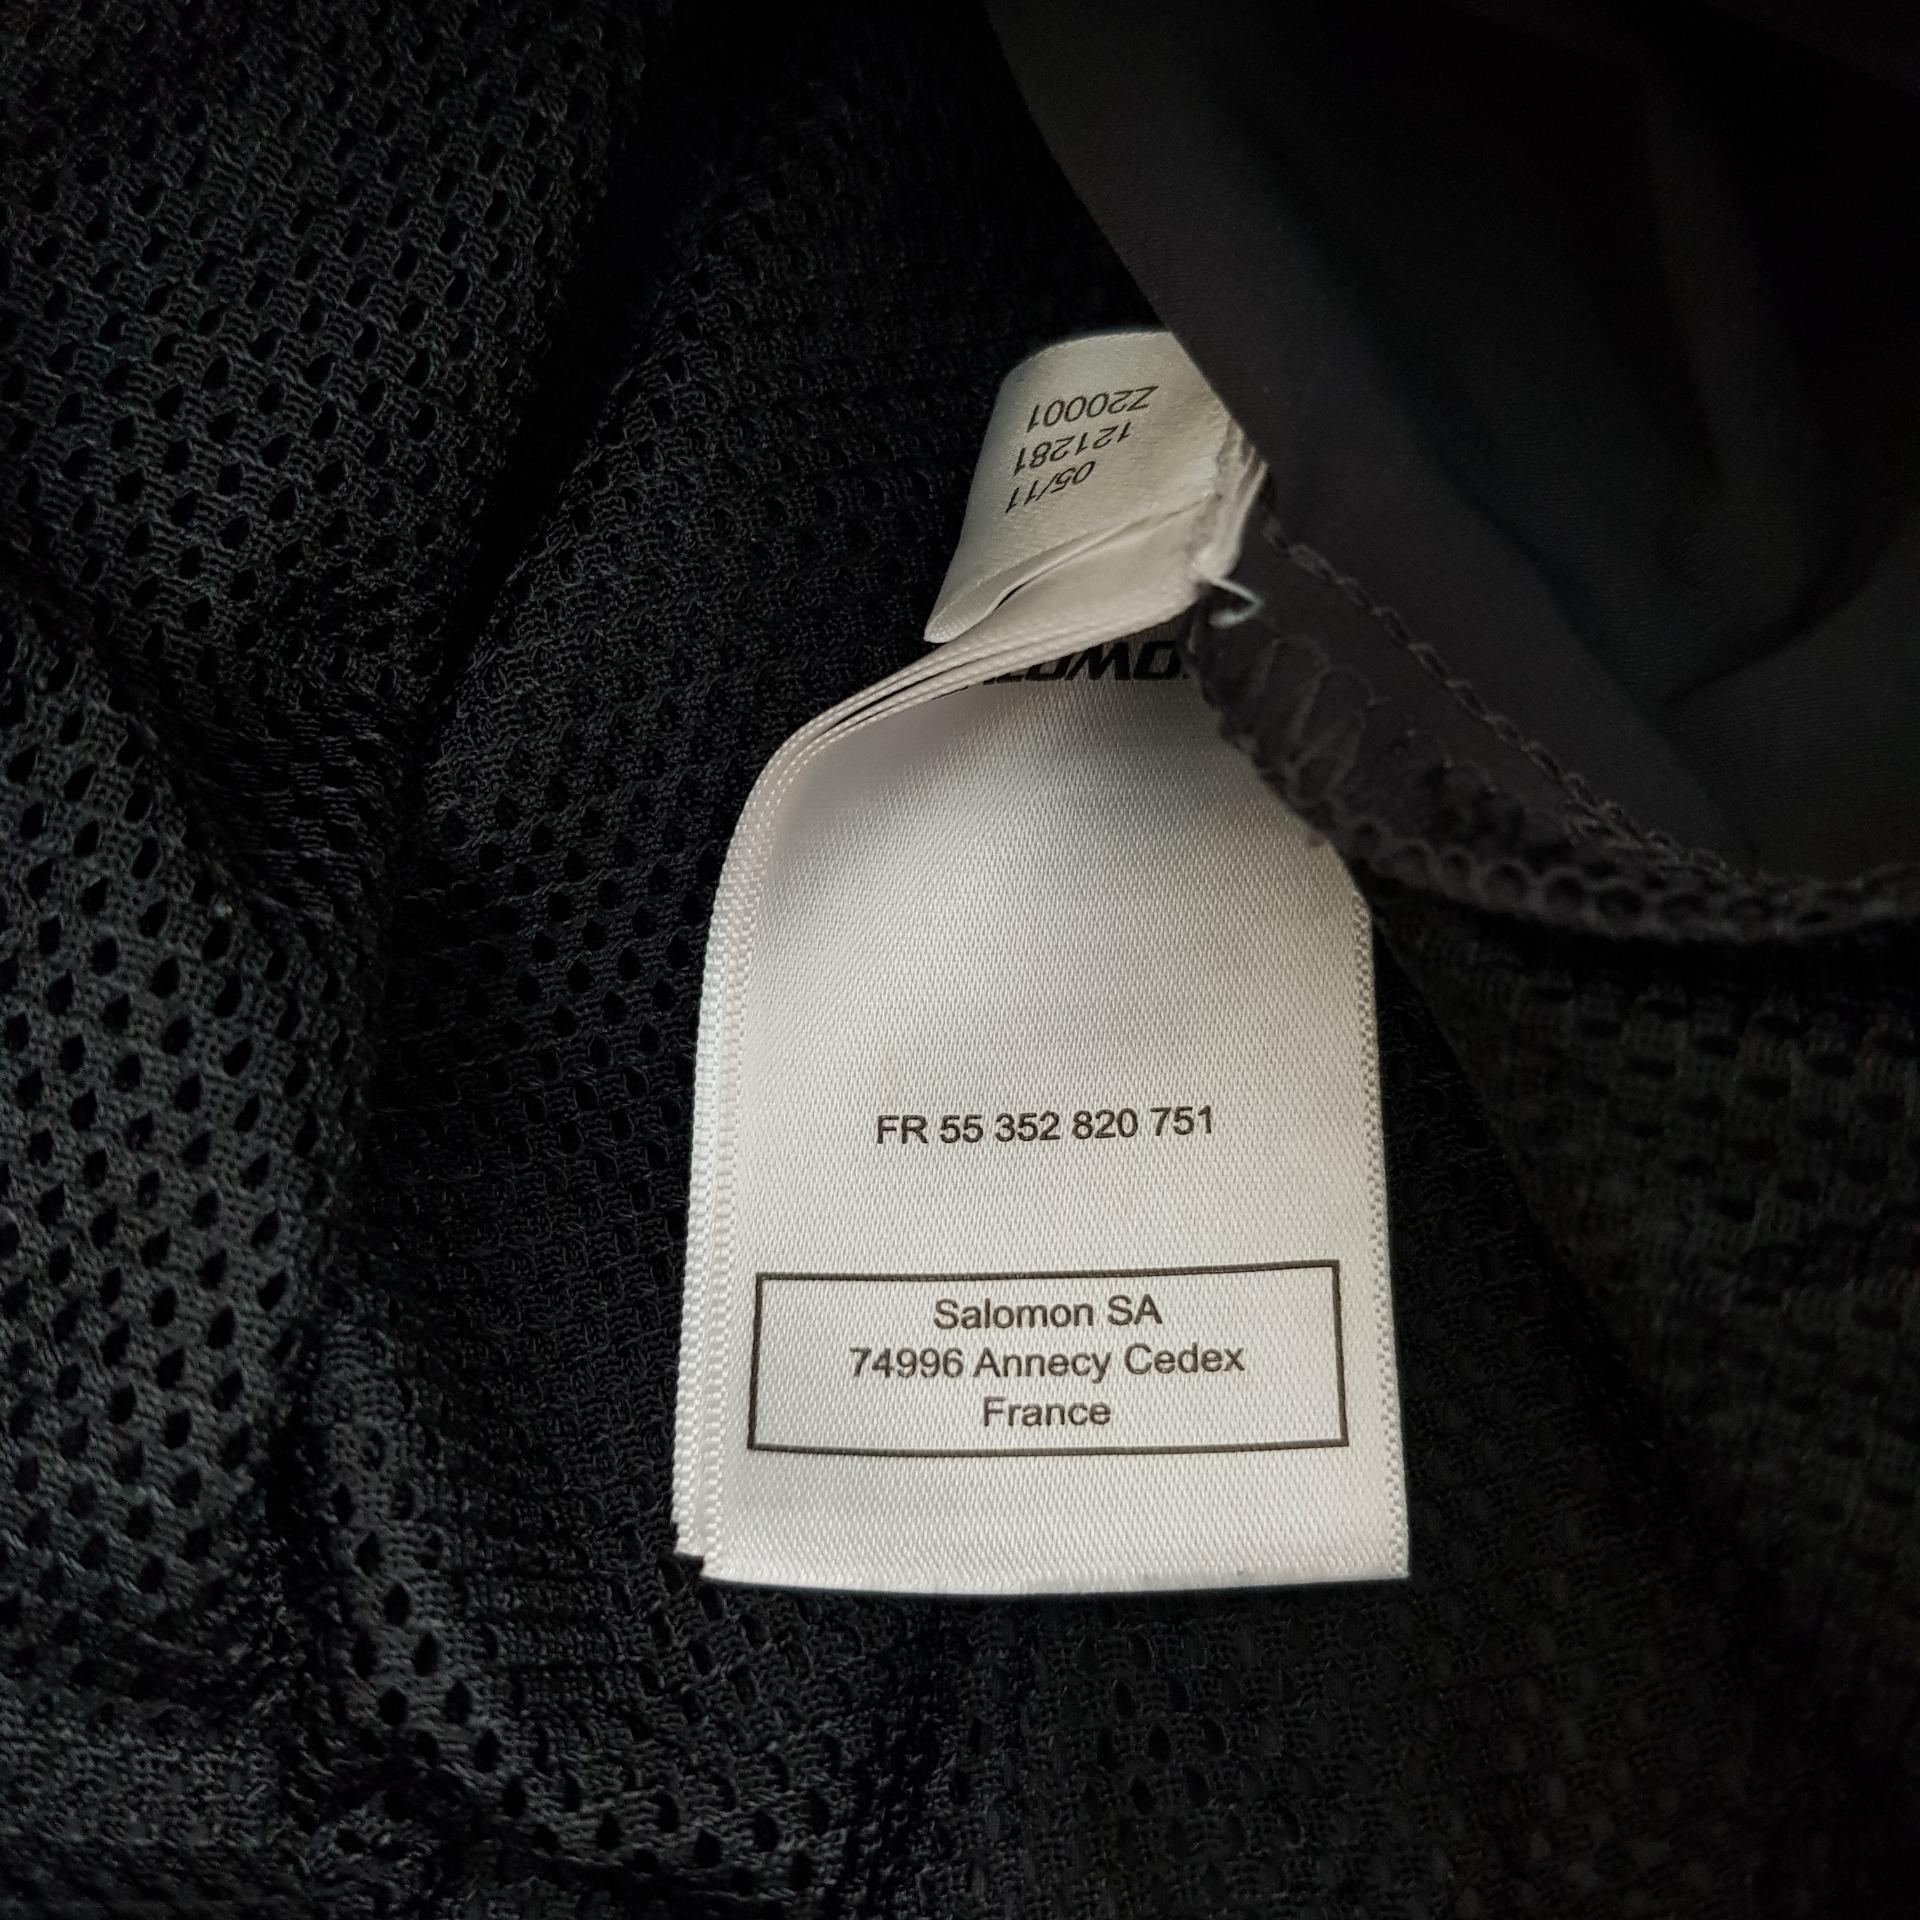 Z20001
121281
05/11
FR 55 352 820 751
Salomon SA
74996 Annecy Cedex
France